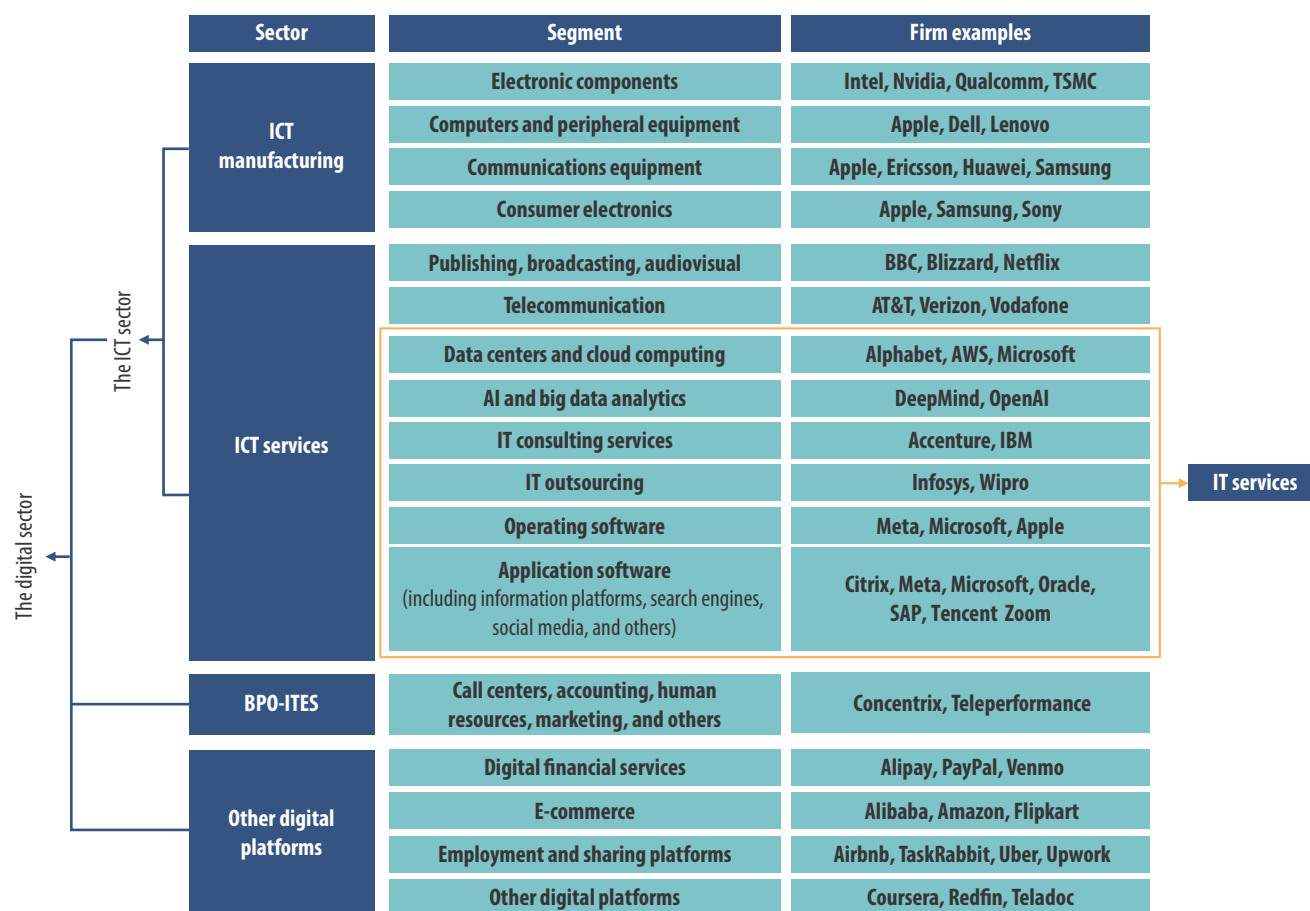 Sector
Segment
Firm examples
ICT
manufacturing
Electronic components
Intel, Nvidia, Qualcomm, TSMC
Computers and peripheral equipment
Apple, Dell, Lenovo
Communications equipment
Apple, Ericsson, Huawei, Samsung
Consumer electronics
Apple, Samsung, Sony
The ICT sector
ICT services
Publishing, broadcasting, audiovisual
BBC, Blizzard, Netflix
Telecommunication
AT&T, Verizon, Vodafone
Data centers and cloud computing
Alphabet, AWS, Microsoft
AI and big data analytics
DeepMind, OpenAI
IT consulting services
Accenture, IBM
IT outsourcing
Infosys, Wipro
Operating software
Meta, Microsoft, Apple
Application software
(including information platforms, search engines,
social media, and others)
Citrix, Meta, Microsoft, Oracle,
SAP, Tencent Zoom
IT services
The digital sector
BPO-ITES
Call centers, accounting, human
resources, marketing, and others
Concentrix, Teleperformance
Other digital
platforms
Digital financial services
Alipay, PayPal, Venmo
E-commerce
Alibaba, Amazon, Flipkart
Employment and sharing platforms
Airbnb, TaskRabbit, Uber, Upwork
Other digital platforms
Coursera, Redfin, Teladoc